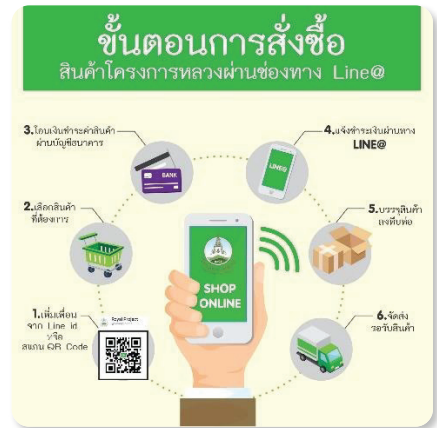 ขั้นตอนการสั่งซื้อ
สินค้าโครงการหลวงผ่านช่องทาง Line@
1.เพิ่มเพื่อน
จาก Line id
หรือ
สแกน QR Code
Royal Project
2.เลือกสินค้า
ที่ต้องการ
3.โอนเงินชำระค่าสินค้า
ผ่านบัญชีธนาคาร
BANK
4.แจ้งชำระเงินผ่านทาง
LINE@
LINE@
5.บรรจุสินค้า
ลงหีบห่อ
6.จัดส่ง
รอรับสินค้า
SHOP
ONLINE